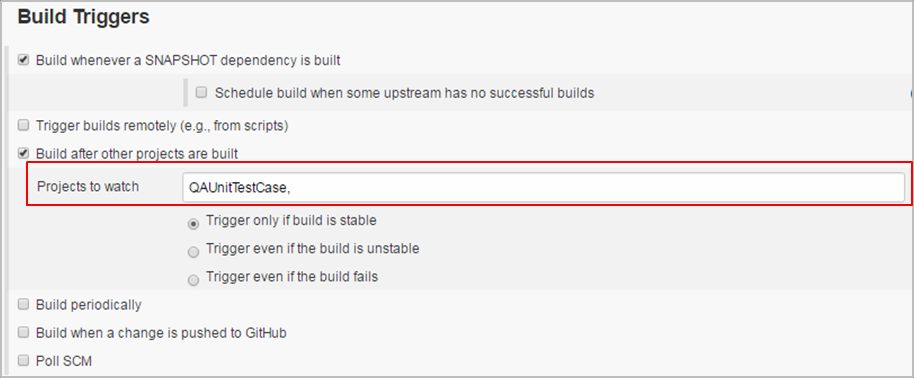 Build Triggers
Build whenever a SNAPSHOT dependency is built
Schedule build when some upstream has no successful builds
Trigger builds remotely (e.g., from scripts)
Build after other projects are built
Projects to watch QAUnitTestCase,
Trigger only if build is stable
Trigger even if the build is unstable
Trigger even if the build fails
Build periodically
Build when a change is pushed to GitHub
Poll SCM